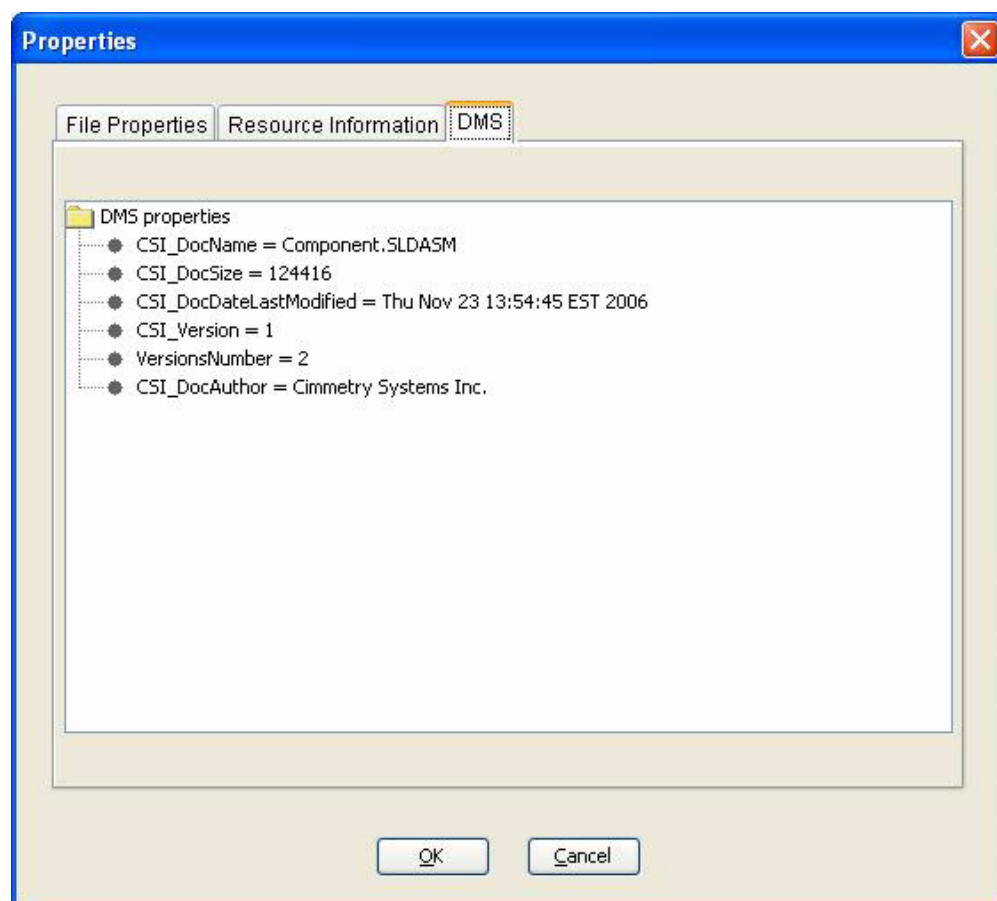 Properties
File Properties Resource Information DMS
DMS properties
CSI_DocName = Component.SLDASM
CSI_DocSize = 124416
CSI_DocDateLastModified = Thu Nov 23 13:54:45 EST 2006
CSI_Version = 1
VersionsNumber = 2
CSI_DocAuthor = Cimmetry Systems Inc.
OK Cancel